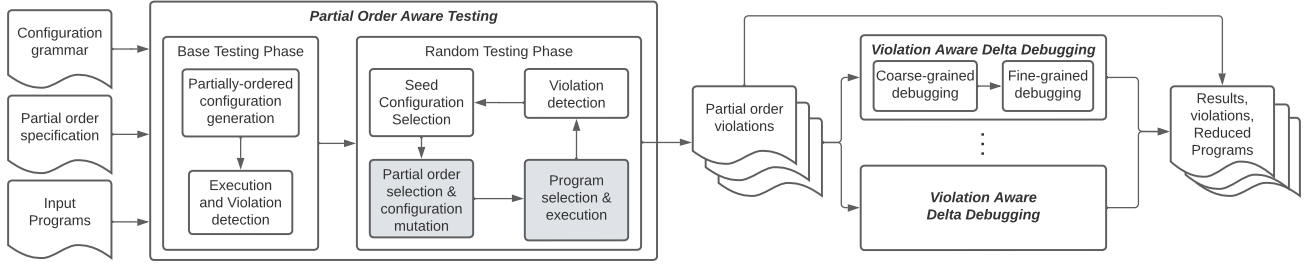 Configuration
grammar
Partial order
specification
Input
Programs
Partial Order Aware Testing
Base Testing Phase
Partially-ordered
configuration
generation
Execution
and Violation
detection
Random Testing Phase
Seed
Configuration
Selection
Violation
detection
Partial order
selection &
configuration
mutation
Program
selection &
execution
Partial order
violations
Violation Aware Delta Debugging
Coarse-grained
debugging
Fine-grained
debugging
Violation Aware
Delta Debugging
Results,
violations,
Reduced
Programs